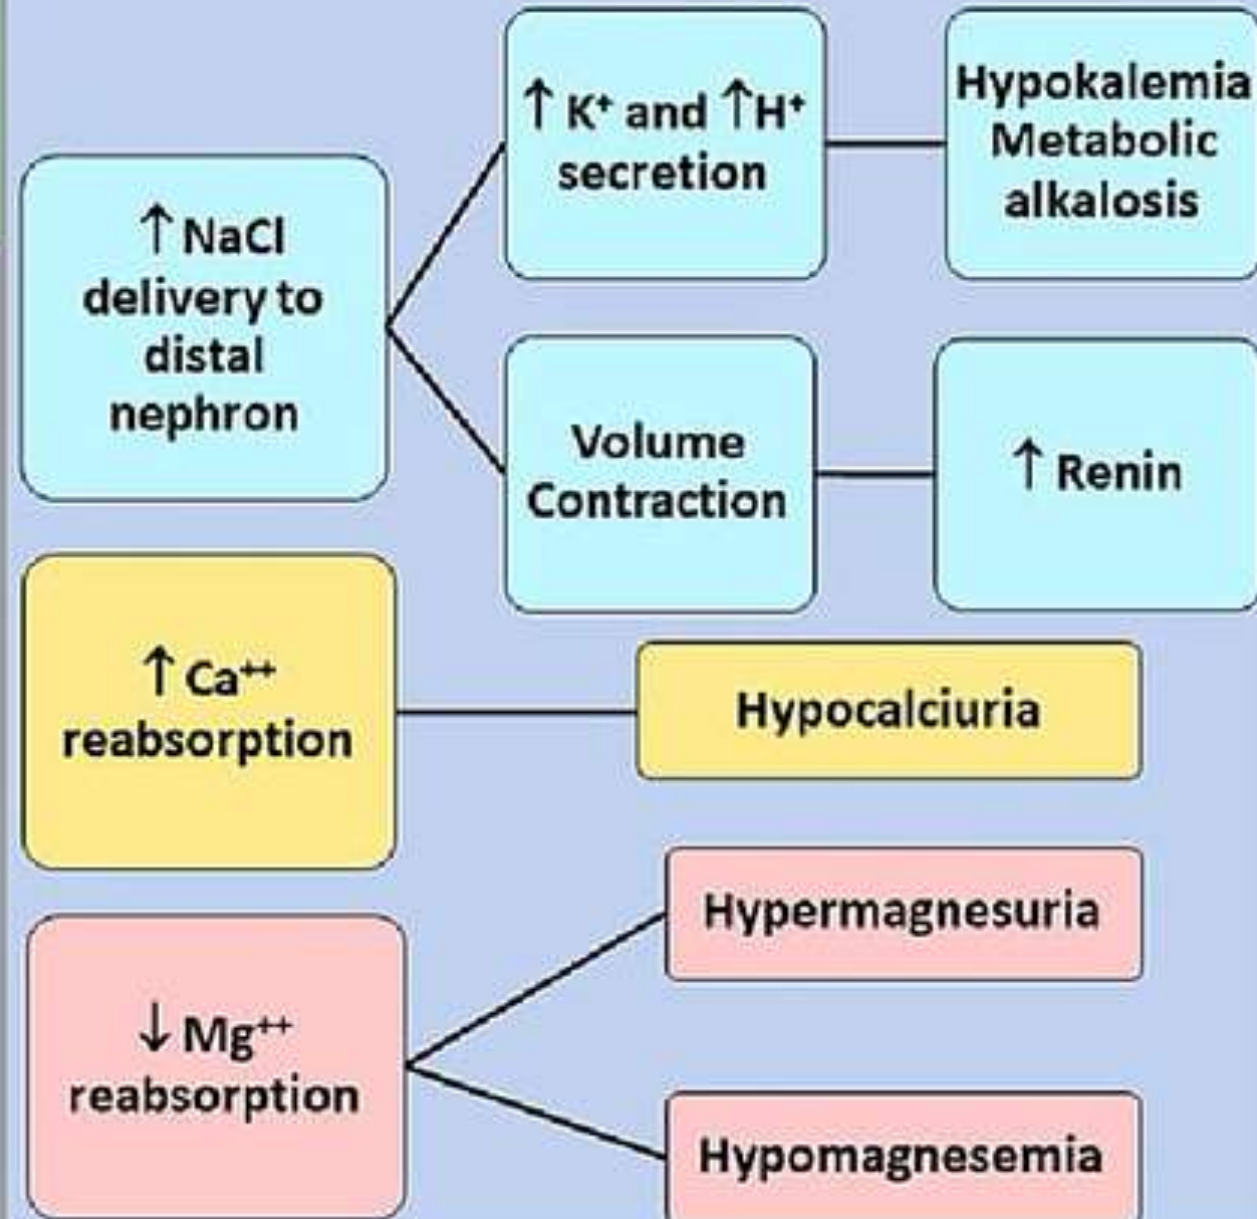 ↑NaCl
delivery to
distal
nephron
↑ K⁺ and ↑H⁺
secretion
Hypokalemia
Metabolic
alkalosis
Volume
Contraction
↑ Renin
↑ Ca⁺⁺
reabsorption
Hypocalciuria
↓ Mg⁺⁺
reabsorption
Hypermagnesuria
Hypomagnesemia